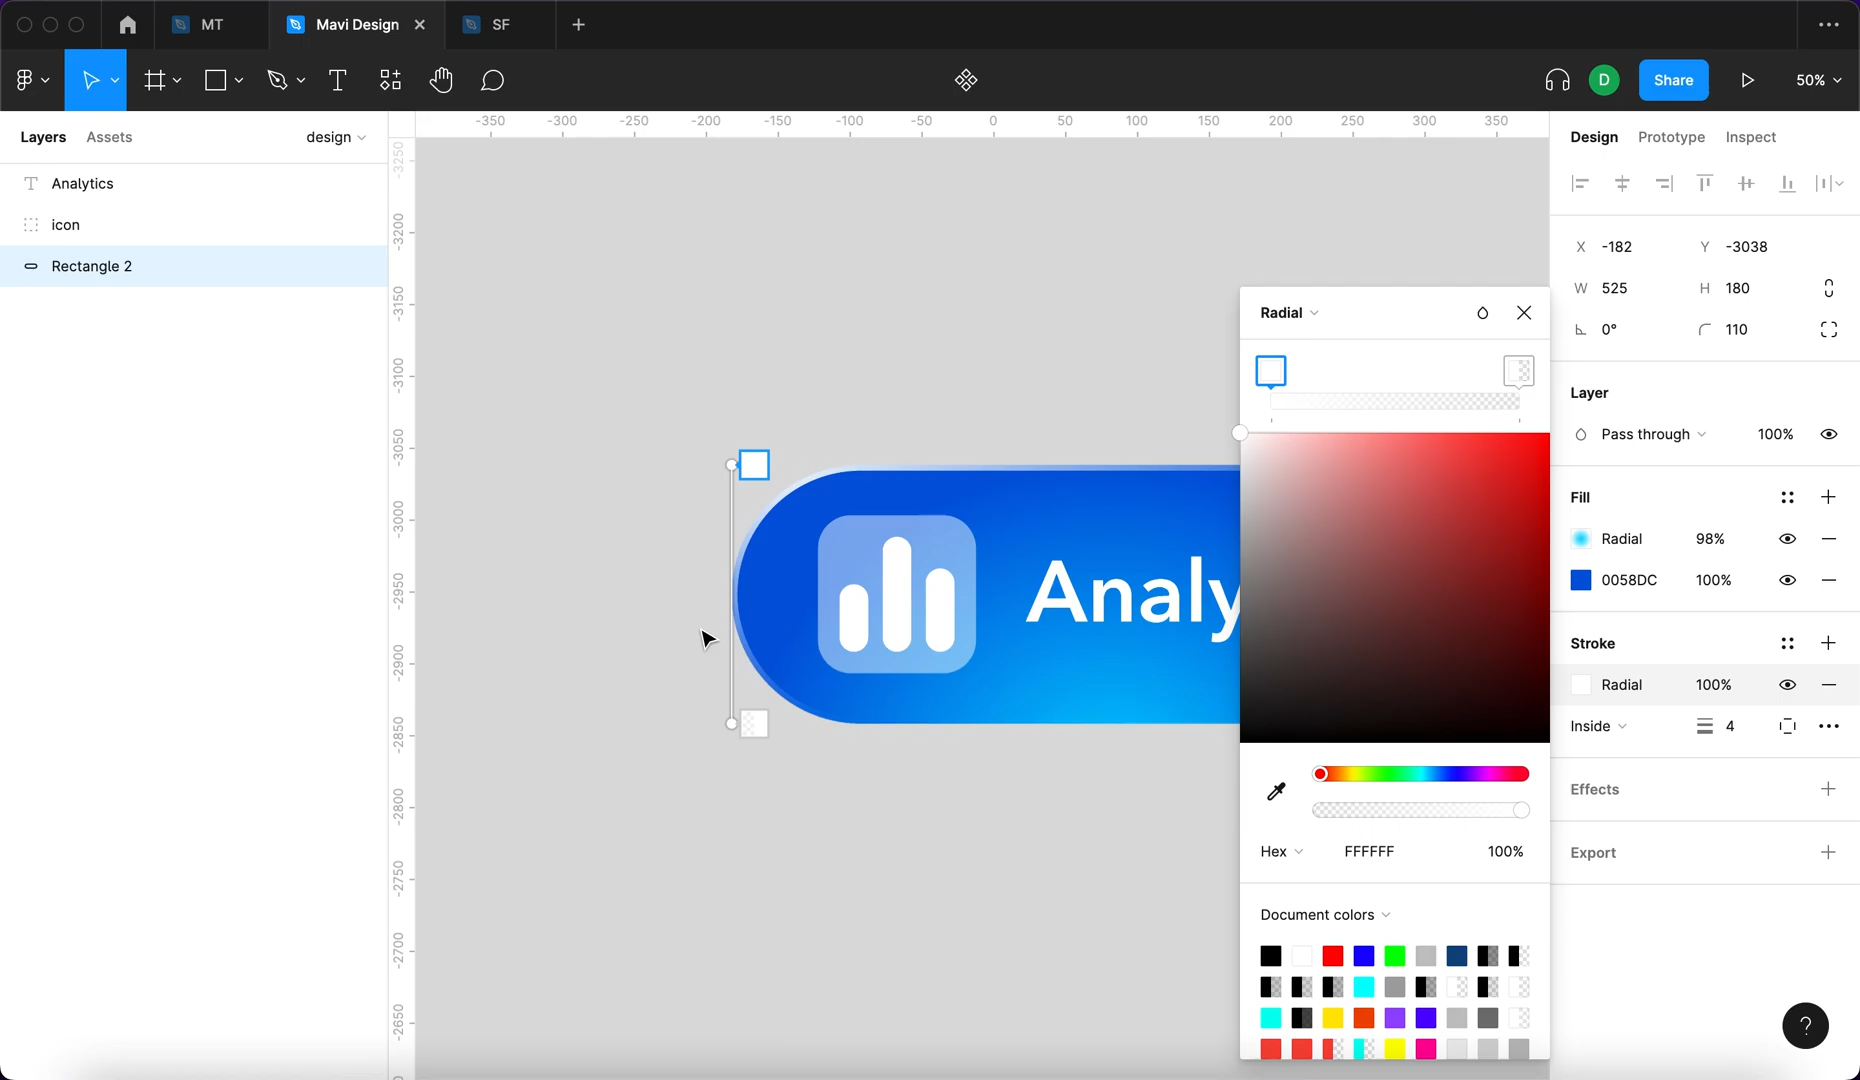 MT
Mavi Design
SF
Share
D
50%
Layers
Assets
design
-350 -300 -250 -200 -150 -100 -50 0 50 100 150 200 250 300 350
Design
Prototype
Inspect
Analytics
icon
Rectangle 2
-3250
-3200
-3150
-3100
-3050
-3000
-2950
-2900
-2850
-2800
-2750
-2700
-2650
Analy
Radial
Hex
FFFFFF
100%
Document colors
X -182
Y -3038
W 525
H 180
0°
110
Layer
Pass through
100%
Fill
Radial 98%
0058DC 100%
Stroke
Radial 100%
Inside
4
Effects
Export
?